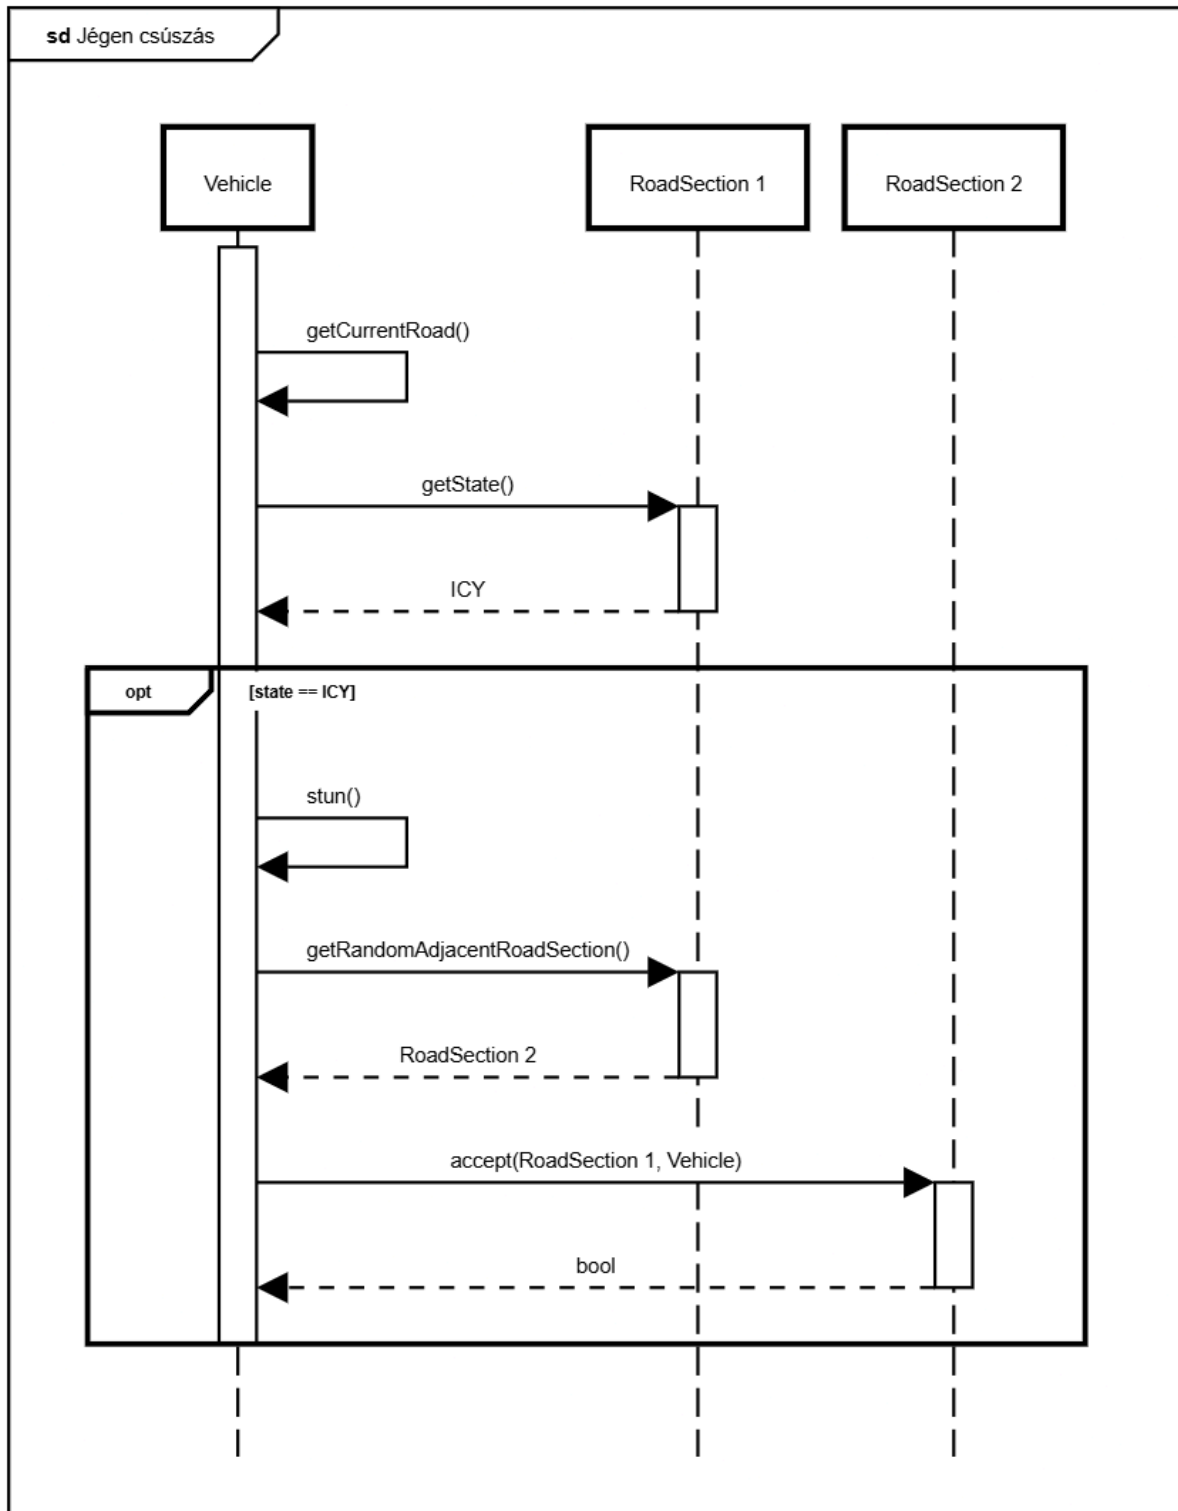 sd Jégen csúszás
Vehicle
RoadSection 1
RoadSection 2
getCurrentRoad()
getState()
ICY
opt
[state == ICY]
stun()
getRandomAdjacentRoadSection()
RoadSection 2
accept(RoadSection 1, Vehicle)
bool